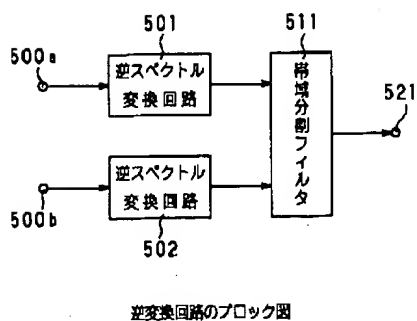 501
511
500a
逆スペクトル
変換回路
帯域分割フィルタ
521
逆スペクトル
変換回路
500b
502
逆変換回路のブロック図